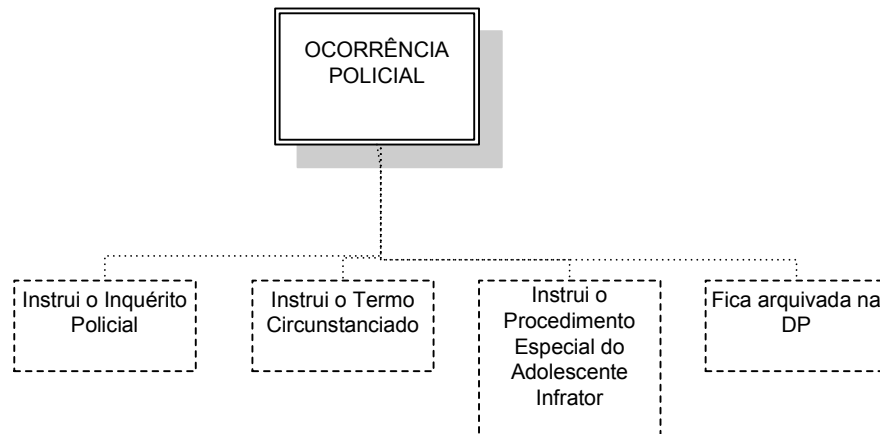 OCORRÊNCIA
POLICIAL
Instrui o Inquérito
Policial
Instrui o Termo
Circunstanciado
Instrui o
Procedimento
Especial do
Adolescente
Infrator
Fica arquivada na
DP